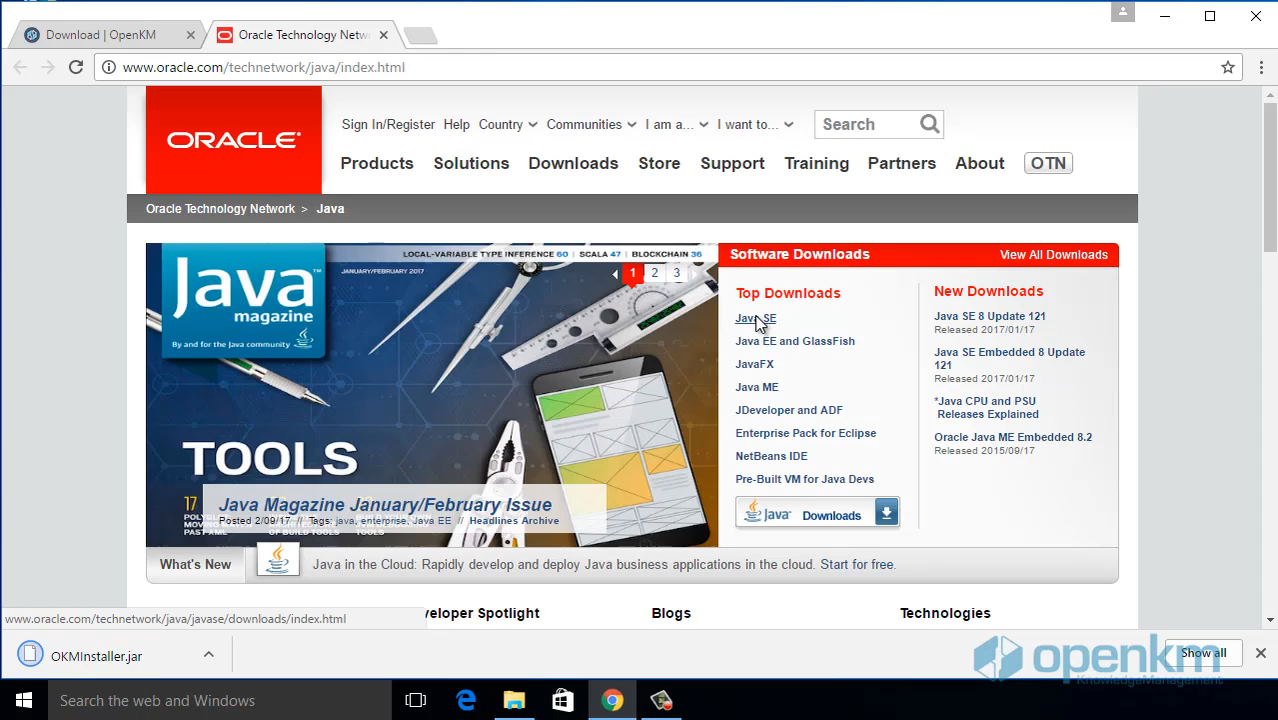 Download | OpenKM
Oracle Technology Netw
www.oracle.com/technetwork/java/index.html
ORACLE
Sign In/Register Help Country Communities I am a... I want to... Search
Products Solutions Downloads Store Support Training Partners About OTN
Oracle Technology Network > Java
LOCAL-VARIABLE TYPE INFERENCE 60 | SCALA 47 | BLOCKCHAIN 36
JANUARY/FEBRUARY 2017
1 2 3
Java™
magazine
By and for the Java community
TOOLS
17
Java Magazine January/February Issue
Posted 2/09/17 // Tags: java, enterprise, Java EE // Headlines Archive
Software Downloads View All Downloads
Top Downloads
Java SE
Java EE and GlassFish
JavaFX
Java ME
JDeveloper and ADF
Enterprise Pack for Eclipse
NetBeans IDE
Pre-Built VM for Java Devs
Java Downloads
New Downloads
Java SE 8 Update 121
Released 2017/01/17
Java SE Embedded 8 Update
121
Released 2017/01/17
*Java CPU and PSU
Releases Explained
Oracle Java ME Embedded 8.2
Released 2015/09/17
What's New Java in the Cloud: Rapidly develop and deploy Java business applications in the cloud. Start for free.
veloper Spotlight Blogs Technologies
www.oracle.com/technetwork/java/javase/downloads/index.html
OKMInstaller.jar
Show all
openkm
KnowledgeManagement
Search the web and Windows